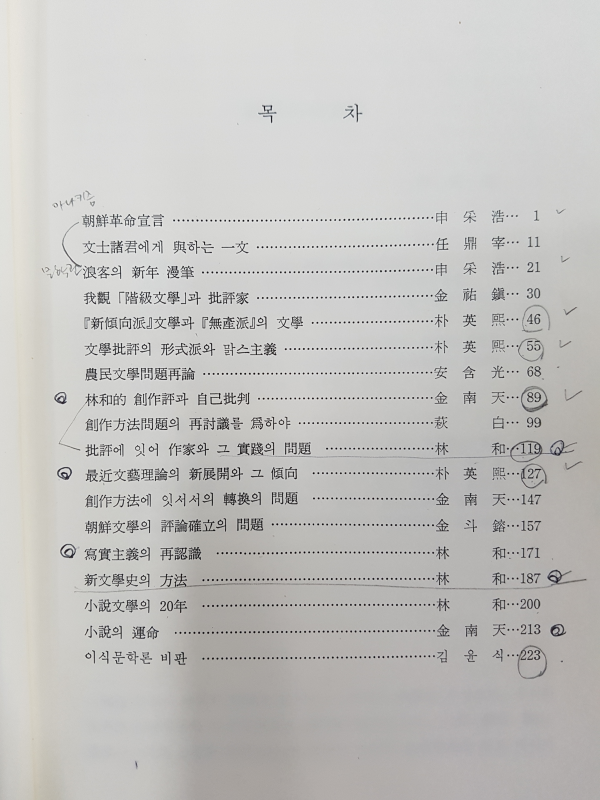 목 차
아나키즘
朝鮮革命宣言 申采浩 1
文士諸君에게 與하는 一文 任鼎宰 11
浪客의 新年 漫筆 申采浩 21
我觀「階級文學」과 批評家 金祐鎭 30
『新傾向派』文學과『無產派』의 文學 朴英熙 46
文學批評의 形式派와 맑스主義 朴英熙 55
農民文學問題再論 安含光 68
林和的 創作評과 自己批判 金南天 89
創作方法問題의 再討議를 爲하야 萩白 99
批評에 잇어 作家와 그 實踐의 問題 林和 119
最近文藝理論의 新展開와 그 傾向 朴英熙 127
創作方法에 잇서서의 轉換의 問題 金南天 147
朝鮮文學의 評論確立의 問題 金斗鎔 157
寫實主義의 再認識 林和 171
新文學史의 方法 林和 187
小說文學의 20年 林和 200
小說의 運命 金南天 213
이식문학론 비판 김윤식 223